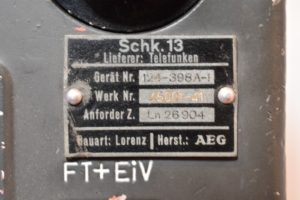 Schk. 13
Lieferer: Telefunken
Gerät Nr. 124-398A-1
Werk Nr.
Anforder Z. Ln 26904
Bauart: Lorenz Herst.: AEG
FT+EiV